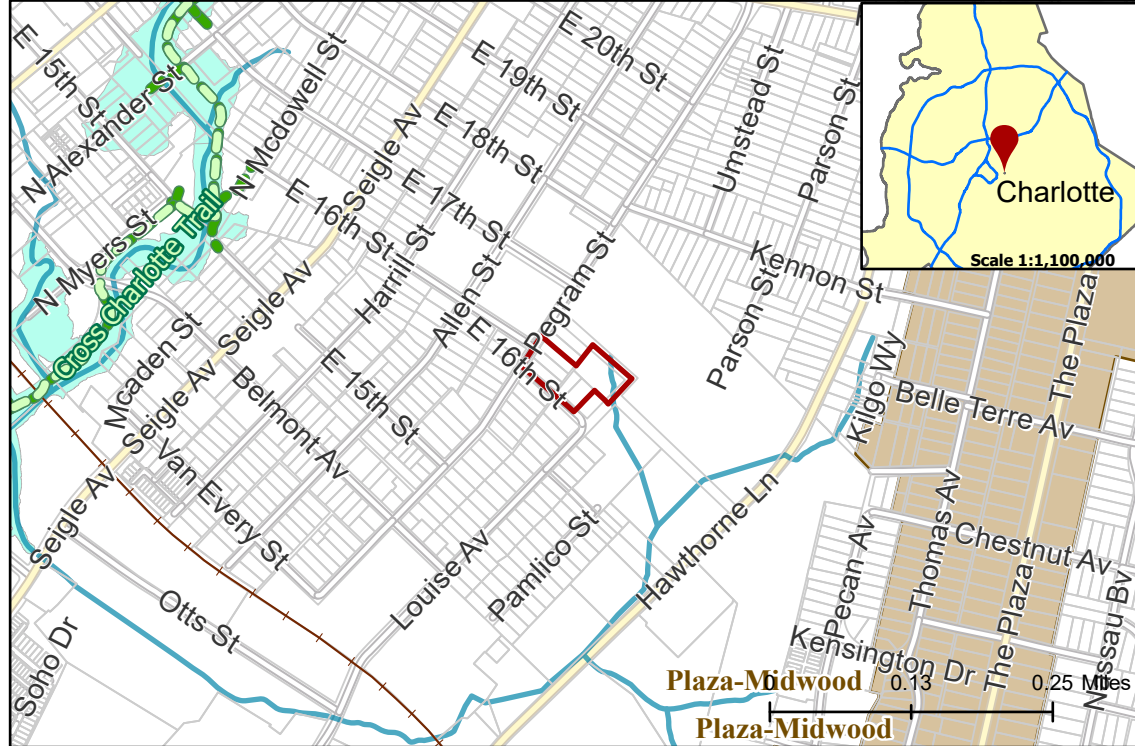 E 15th St
N Alexander St
N Mcdowell St
Seigle Av
E 20th St
E 19th St
E 18th St
E 17th St
E 16th St
Umstead St
Parson St
Charlotte
Scale 1:1,100,000
N Myers St
Cross Charlotte Trail
Harrill St
Allen St
Pegram St
Kennon St
Parson St
The Plaza
Mcaden St
Seigle Av
Seigle Av
Belmont Av
E 15th St
E 16th St
Kilgo Wy
Belle Terre Av
Van Every St
Seigle Av
Louise Av
Pamlico St
Hawthorne Ln
Pecan Av
Thomas Av
Chestnut Av
The Plaza
Nassau Bv
Otts St
Soho Dr
Kensington Dr
Plaza-Midwood
0 0.13 0.25 Miles
Plaza-Midwood